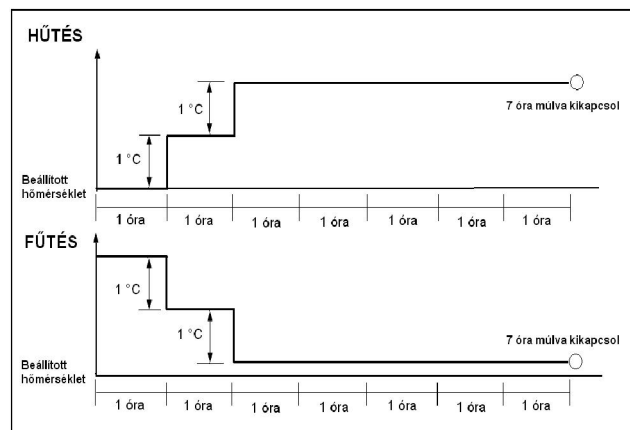 HŰTÉS
1 °C
7 óra múlva kikapcsol
1 °C
Beállított
hőmérséklet
1 óra 1 óra 1 óra 1 óra 1 óra 1 óra 1 óra
FŰTÉS
1 °C
1 °C
7 óra múlva kikapcsol
Beállított
hőmérséklet
1 óra 1 óra 1 óra 1 óra 1 óra 1 óra 1 óra